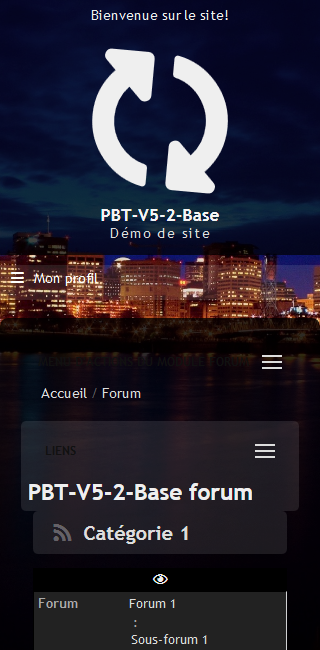 Bienvenue sur le site!
PBT-V5-2-Base
Démo de site
Mon profil
Accueil / Forum
LIENS
PBT-V5-2-Base forum
Catégorie 1
Forum Forum 1
:
Sous-forum 1